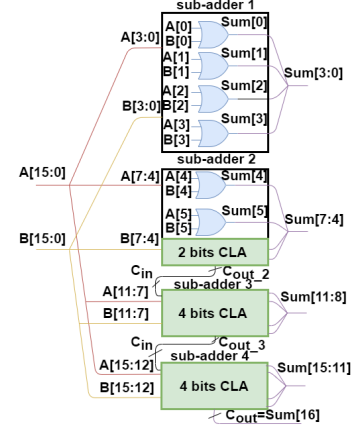 sub-adder 1
A[0] Sum[0]
A[3:0] B[0]
A[1] Sum[1]
B[1] Sum[3:0]
A[2] Sum[2]
B[3:0] B[2]
A[3] Sum[3]
B[3]
sub-adder 2
A[15:0] A[7:4] A[4] Sum[4]
B[4]
A[5] Sum[5]
B[5] Sum[7:4]
B[15:0] B[7:4]
2 bits CLA
Cin Cout_2
sub-adder 3
A[11:7] Sum[11:8]
B[11:7] 4 bits CLA
Cin Cout_3
sub-adder 4
A[15:12] Sum[15:11]
B[15:12] 4 bits CLA
Cout=Sum[16]